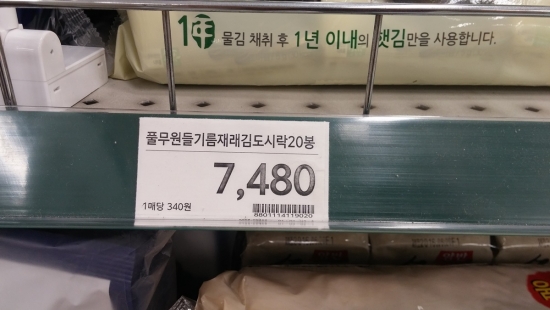 1年 물김 채취 후 1년 이내의 햇김만을 사용합니다.
풀무원들기름재래김도시락20봉
7,480
1매당 340원
8801114119020